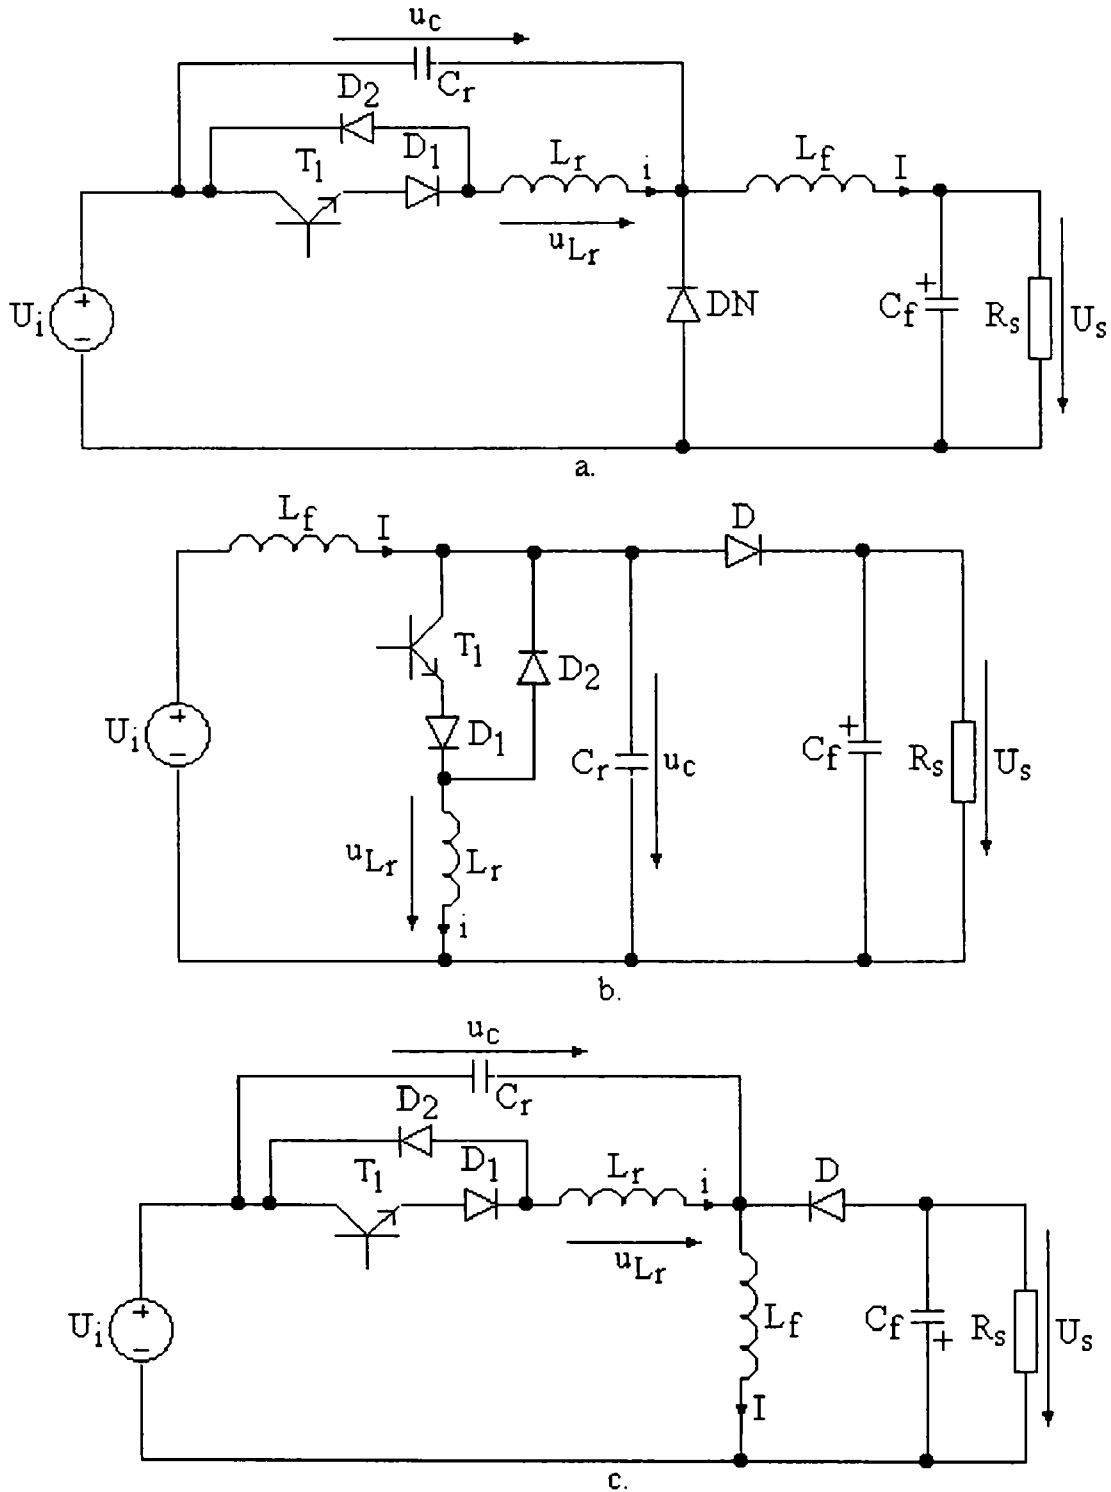 uc
Cr
D2
T1 D1 Lr i Lf I
uLr
Ui + − DN Cf + Rs Us
a.
Lf I D
T1 D2
Ui + − D1 Cr uc Cf + Rs Us
uLr Lr
i
b.
uc
Cr
D2
T1 D1 Lr i D
uLr
Ui + − Lf Cf + Rs Us
I
c.